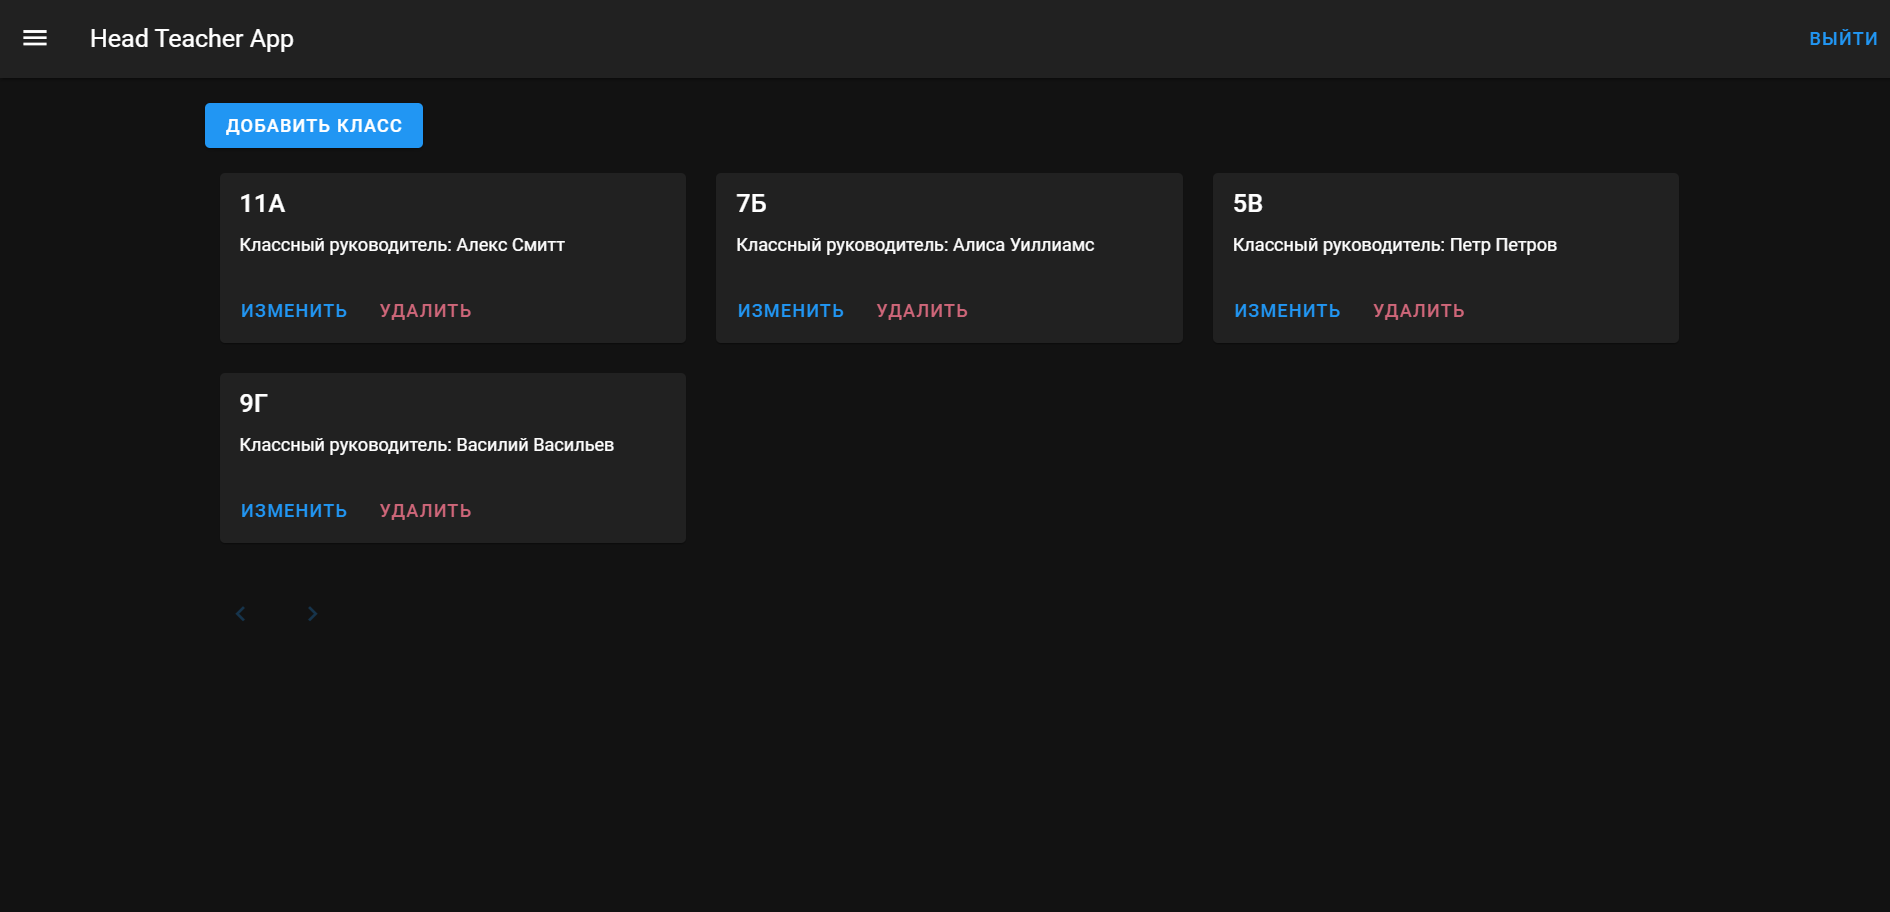 Head Teacher App
ВЫЙТИ
ДОБАВИТЬ КЛАСС
11А
Классный руководитель: Алекс Смитт
ИЗМЕНИТЬ УДАЛИТЬ
7Б
Классный руководитель: Алиса Уиллиамс
ИЗМЕНИТЬ УДАЛИТЬ
5В
Классный руководитель: Петр Петров
ИЗМЕНИТЬ УДАЛИТЬ
9Г
Классный руководитель: Василий Васильев
ИЗМЕНИТЬ УДАЛИТЬ